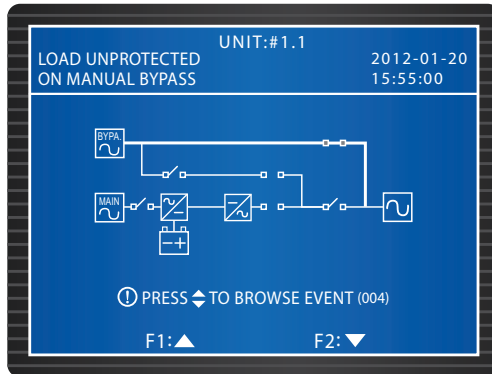 UNIT:#1.1
LOAD UNPROTECTED
ON MANUAL BYPASS
2012-01-20
15:55:00
BYPA.
MAIN
PRESS TO BROWSE EVENT (004)
F1: F2: